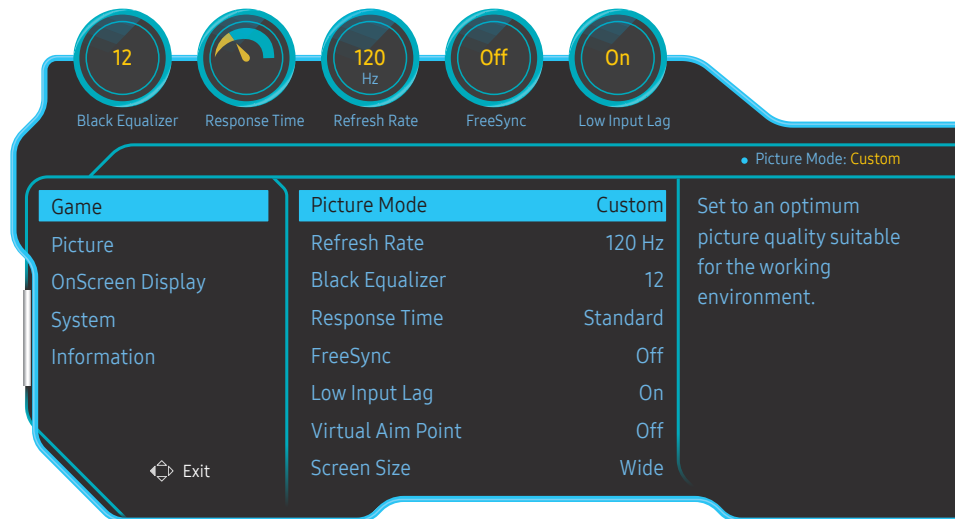 12
120
Hz
Off
On
Black Equalizer
Response Time
Refresh Rate
FreeSync
Low Input Lag
• Picture Mode: Custom
Game
Picture
OnScreen Display
System
Information
Exit
Picture Mode Custom
Refresh Rate 120 Hz
Black Equalizer 12
Response Time Standard
FreeSync Off
Low Input Lag On
Virtual Aim Point Off
Screen Size Wide
Set to an optimum
picture quality suitable
for the working
environment.